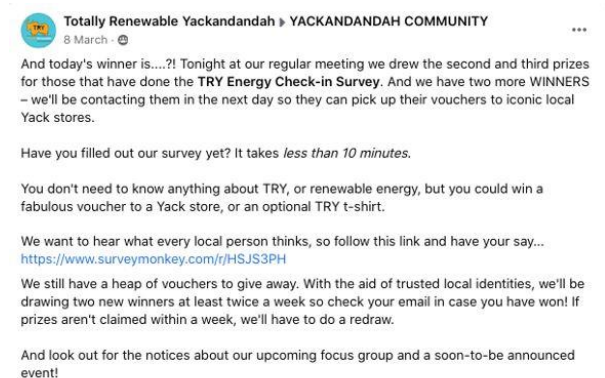 Totally Renewable Yackandandah ▸ YACKANDANDAH COMMUNITY
8 March ·
TRY
And today's winner is....?! Tonight at our regular meeting we drew the second and third prizes
for those that have done the TRY Energy Check-in Survey. And we have two more WINNERS
– we'll be contacting them in the next day so they can pick up their vouchers to iconic local
Yack stores.
Have you filled out our survey yet? It takes less than 10 minutes.
You don't need to know anything about TRY, or renewable energy, but you could win a
fabulous voucher to a Yack store, or an optional TRY t-shirt.
We want to hear what every local person thinks, so follow this link and have your say...
https://www.surveymonkey.com/r/HSJS3PH
We still have a heap of vouchers to give away. With the aid of trusted local identities, we'll be
drawing two new winners at least twice a week so check your email in case you have won! If
prizes aren't claimed within a week, we'll have to do a redraw.
And look out for the notices about our upcoming focus group and a soon-to-be announced
event!